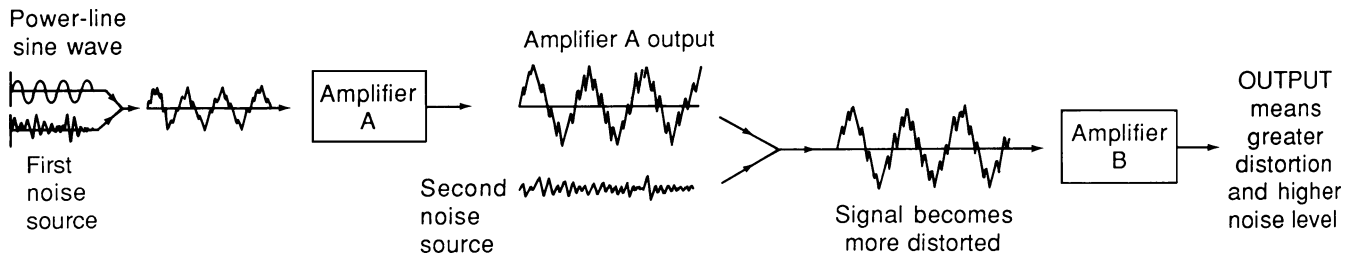 Power-line
sine wave
First
noise
source
Amplifier
A
Amplifier A output
Second
noise
source
Signal becomes
more distorted
Amplifier
B
OUTPUT
means
greater
distortion
and higher
noise level